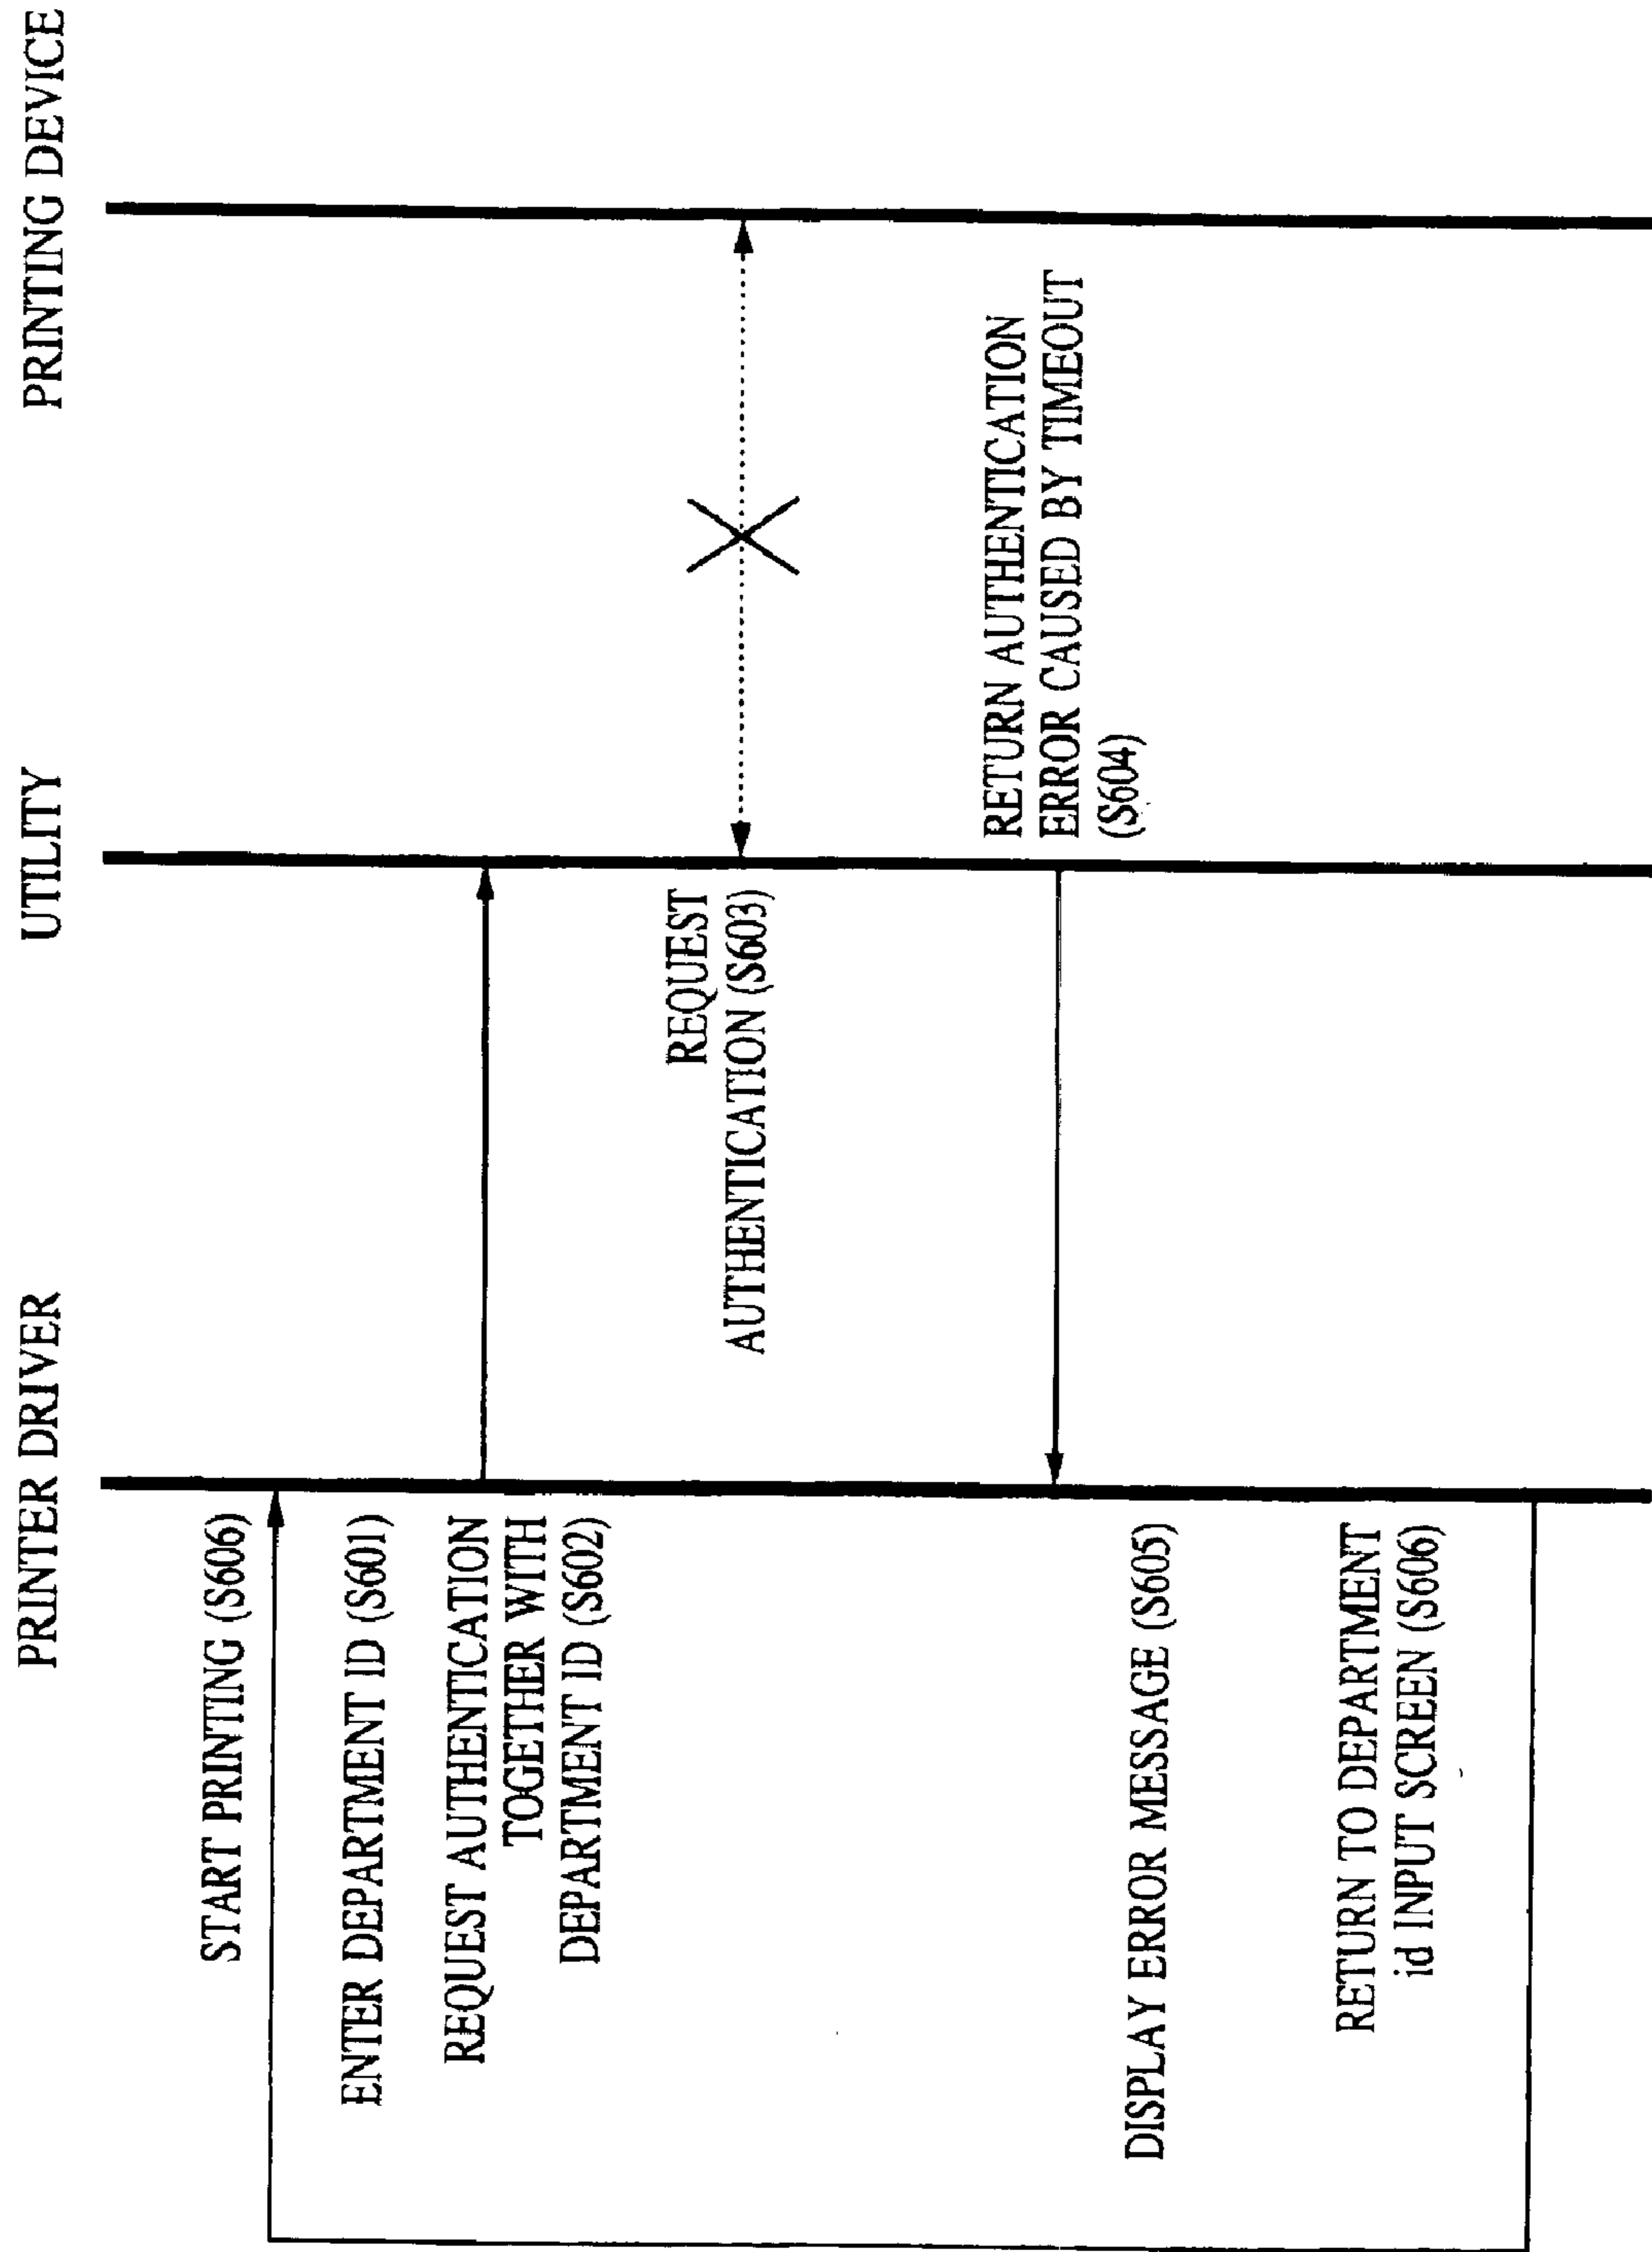 PRINTER DRIVER
UTILITY
PRINTING DEVICE
START PRINTING (S606)
ENTER DEPARTMENT ID (S601)
REQUEST AUTHENTICATION
TOGETHER WITH
DEPARTMENT ID (S602)
REQUEST
AUTHENTICATION (S603)
RETURN AUTHENTICATION
ERROR CAUSED BY TIMEOUT
(S604)
DISPLAY ERROR MESSAGE (S605)
RETURN TO DEPARTMENT
id INPUT SCREEN (S606)